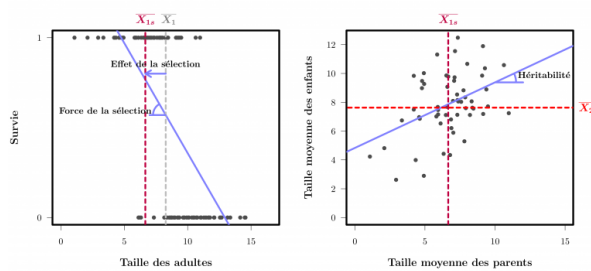 X̄₁ₛ X̄₁
Effet de la sélection
Force de la sélection
Survie
1
0
0 5 10 15
Taille des adultes
X̄₁ₛ
Héritabilité
X̄₂
Taille moyenne des enfants
12
10
8
6
4
2
0
0 5 10 15
Taille moyenne des parents